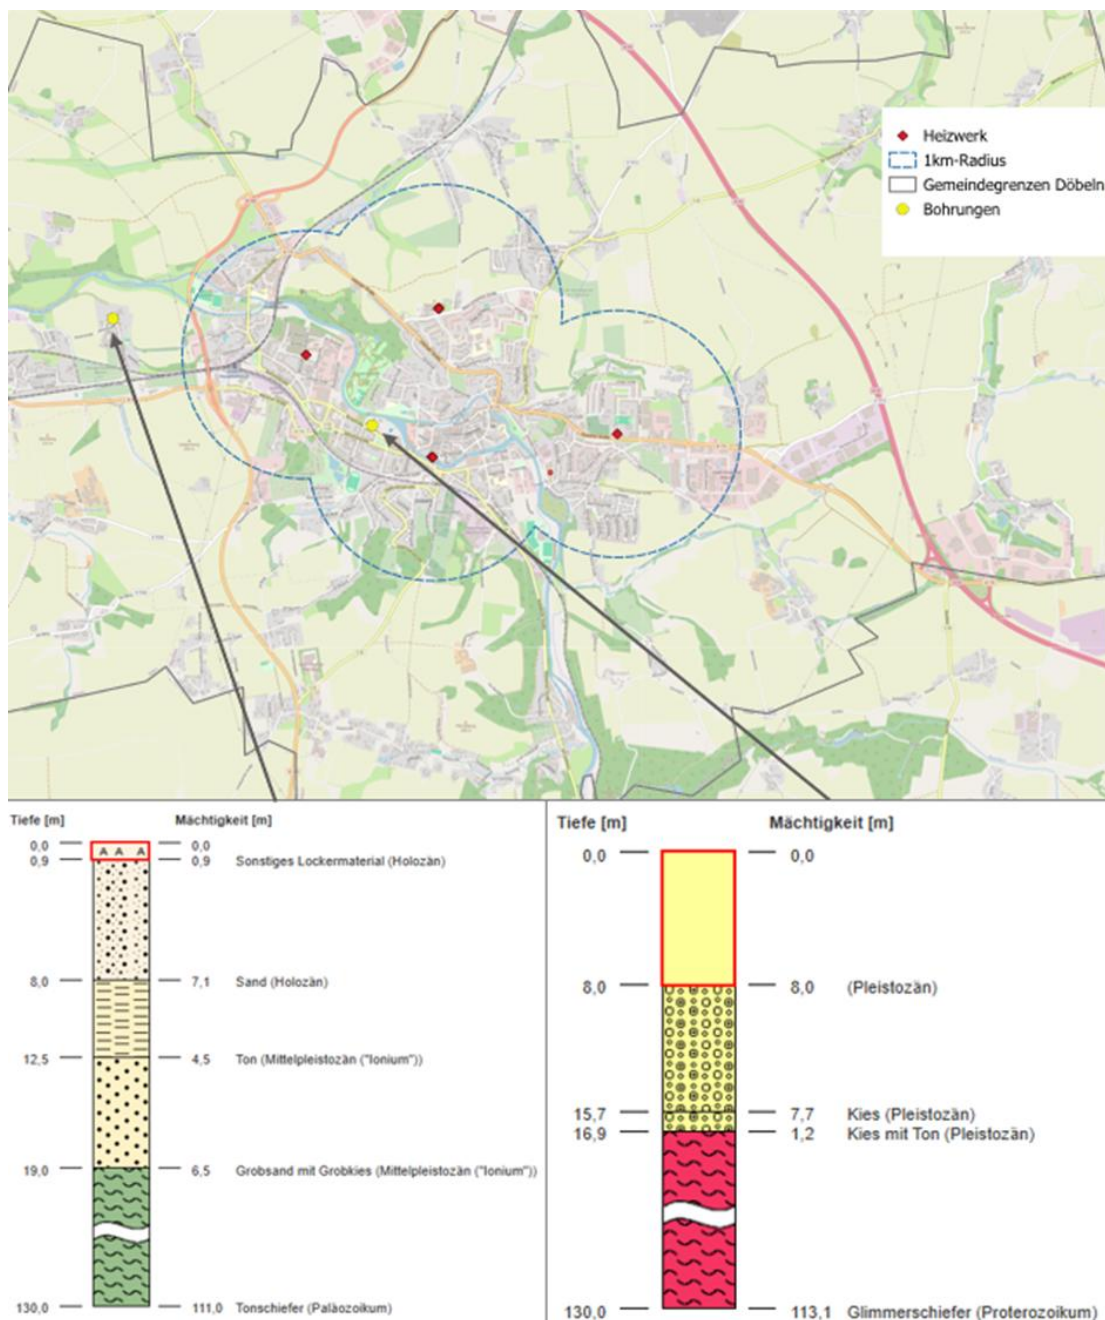 Heizwerk
1km-Radius
Gemeindegrenzen Döbeln
Bohrungen
Tiefe [m] Mächtigkeit [m]
0,0 0,0
A A A
0,9 0,9 Sonstiges Lockermaterial (Holozän)
8,0 7,1 Sand (Holozän)
12,5 4,5 Ton (Mittelpleistozän ("Ionium"))
19,0 6,5 Grobsand mit Grobkies (Mittelpleistozän ("Ionium"))
130,0 111,0 Tonschiefer (Paläozoikum)
Tiefe [m] Mächtigkeit [m]
0,0 0,0
8,0 8,0 (Pleistozän)
15,7 7,7 Kies (Pleistozän)
16,9 1,2 Kies mit Ton (Pleistozän)
130,0 113,1 Glimmerschiefer (Proterozoikum)